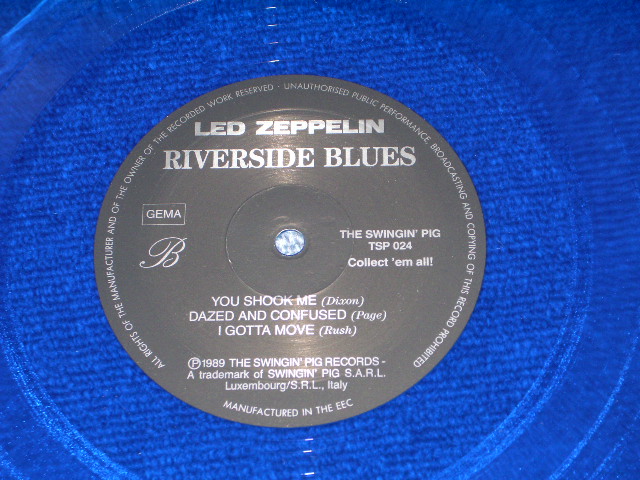 ALL RIGHTS OF THE MANUFACTURER AND OF THE OWNER OF THE RECORDED WORK RESERVED · UNAUTHORISED PUBLIC PERFORMANCE, BROADCASTING AND COPYING OF THIS RECORD PROHIBITED
LED ZEPPELIN
RIVERSIDE BLUES
GEMA
B
THE SWINGIN' PIG
TSP 024
Collect 'em all!
YOU SHOOK ME (Dixon)
DAZED AND CONFUSED (Page)
I GOTTA MOVE (Rush)
℗1989 THE SWINGIN' PIG RECORDS -
A trademark of SWINGIN' PIG S.A.R.L.
Luxembourg/S.R.L., Italy
MANUFACTURED IN THE EEC